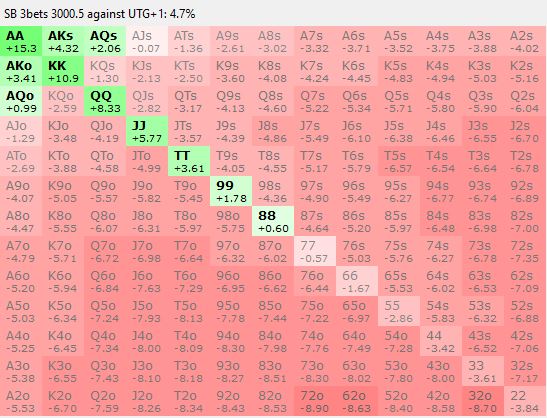 SB 3bets 3000.5 against UTG+1: 4.7%
AA AKs AQs AJs ATs A9s A8s A7s A6s A5s A4s A3s A2s
+15.3 +4.32 +2.06 -0.07 -1.36 -2.61 -3.02 -3.32 -3.71 -3.52 -3.75 -3.88 -4.02
AKo KK KQs KJs KTs K9s K8s K7s K6s K5s K4s K3s K2s
+3.41 +10.9 -1.30 -2.13 -2.50 -3.60 -4.08 -4.24 -4.45 -4.83 -4.94 -5.03 -5.16
AQo KQo QQ QJs QTs Q9s Q8s Q7s Q6s Q5s Q4s Q3s Q2s
+0.99 -2.59 +8.33 -2.82 -3.17 -4.13 -4.60 -5.22 -5.34 -5.71 -5.80 -5.90 -6.04
AJo KJo QJo JJ JTs J9s J8s J7s J6s J5s J4s J3s J2s
-1.29 -3.48 -4.19 +5.77 -3.57 -4.39 -4.86 -5.49 -6.10 -6.38 -6.46 -6.55 -6.70
ATo KTo QTo JTo TT T9s T8s T7s T6s T5s T4s T3s T2s
-2.69 -3.88 -4.58 -4.99 +3.61 -4.05 -4.55 -5.17 -5.79 -6.57 -6.54 -6.64 -6.78
A9o K9o Q9o J9o T9o 99 98s 97s 96s 95s 94s 93s 92s
-4.07 -5.05 -5.57 -5.82 -5.45 +1.78 -4.36 -4.90 -5.49 -6.27 -6.77 -6.74 -6.89
A8o K8o Q8o J8o T8o 98o 88 87s 86s 85s 84s 83s 82s
-4.47 -5.55 -6.07 -6.31 -5.97 -5.75 +0.60 -4.64 -5.20 -5.97 -6.48 -6.98 -7.00
A7o K7o Q7o J7o T7o 97o 87o 77 76s 75s 74s 73s 72s
-4.79 -5.71 -6.72 -6.98 -6.64 -6.32 -6.02 -0.57 -5.03 -5.76 -6.27 -6.78 -7.35
A6o K6o Q6o J6o T6o 96o 86o 76o 66 65s 64s 63s 62s
-5.20 -5.94 -6.84 -7.63 -7.29 -6.95 -6.62 -6.44 -1.67 -5.53 -6.02 -6.53 -7.09
A5o K5o Q5o J5o T5o 95o 85o 75o 65o 55 54s 53s 52s
-5.03 -6.34 -7.24 -7.93 -8.13 -7.78 -7.44 -7.22 -6.97 -2.86 -5.83 -6.32 -6.88
A4o K4o Q4o J4o T4o 94o 84o 74o 64o 54o 44 43s 42s
-5.25 -6.45 -7.34 -8.00 -8.09 -8.30 -7.98 -7.76 -7.49 -7.28 -3.42 -6.52 -7.06
A3o K3o Q3o J3o T3o 93o 83o 73o 63o 53o 43o 33 32s
-5.38 -6.55 -7.43 -8.10 -8.18 -8.27 -8.51 -8.30 -8.02 -7.80 -8.00 -3.61 -7.17
A2o K2o Q2o J2o T2o 92o 82o 72o 62o 52o 42o 32o 22
-5.53 -6.70 -7.59 -8.26 -8.34 -8.43 -8.53 -8.90 -8.63 -8.40 -8.58 -8.70 -3.84